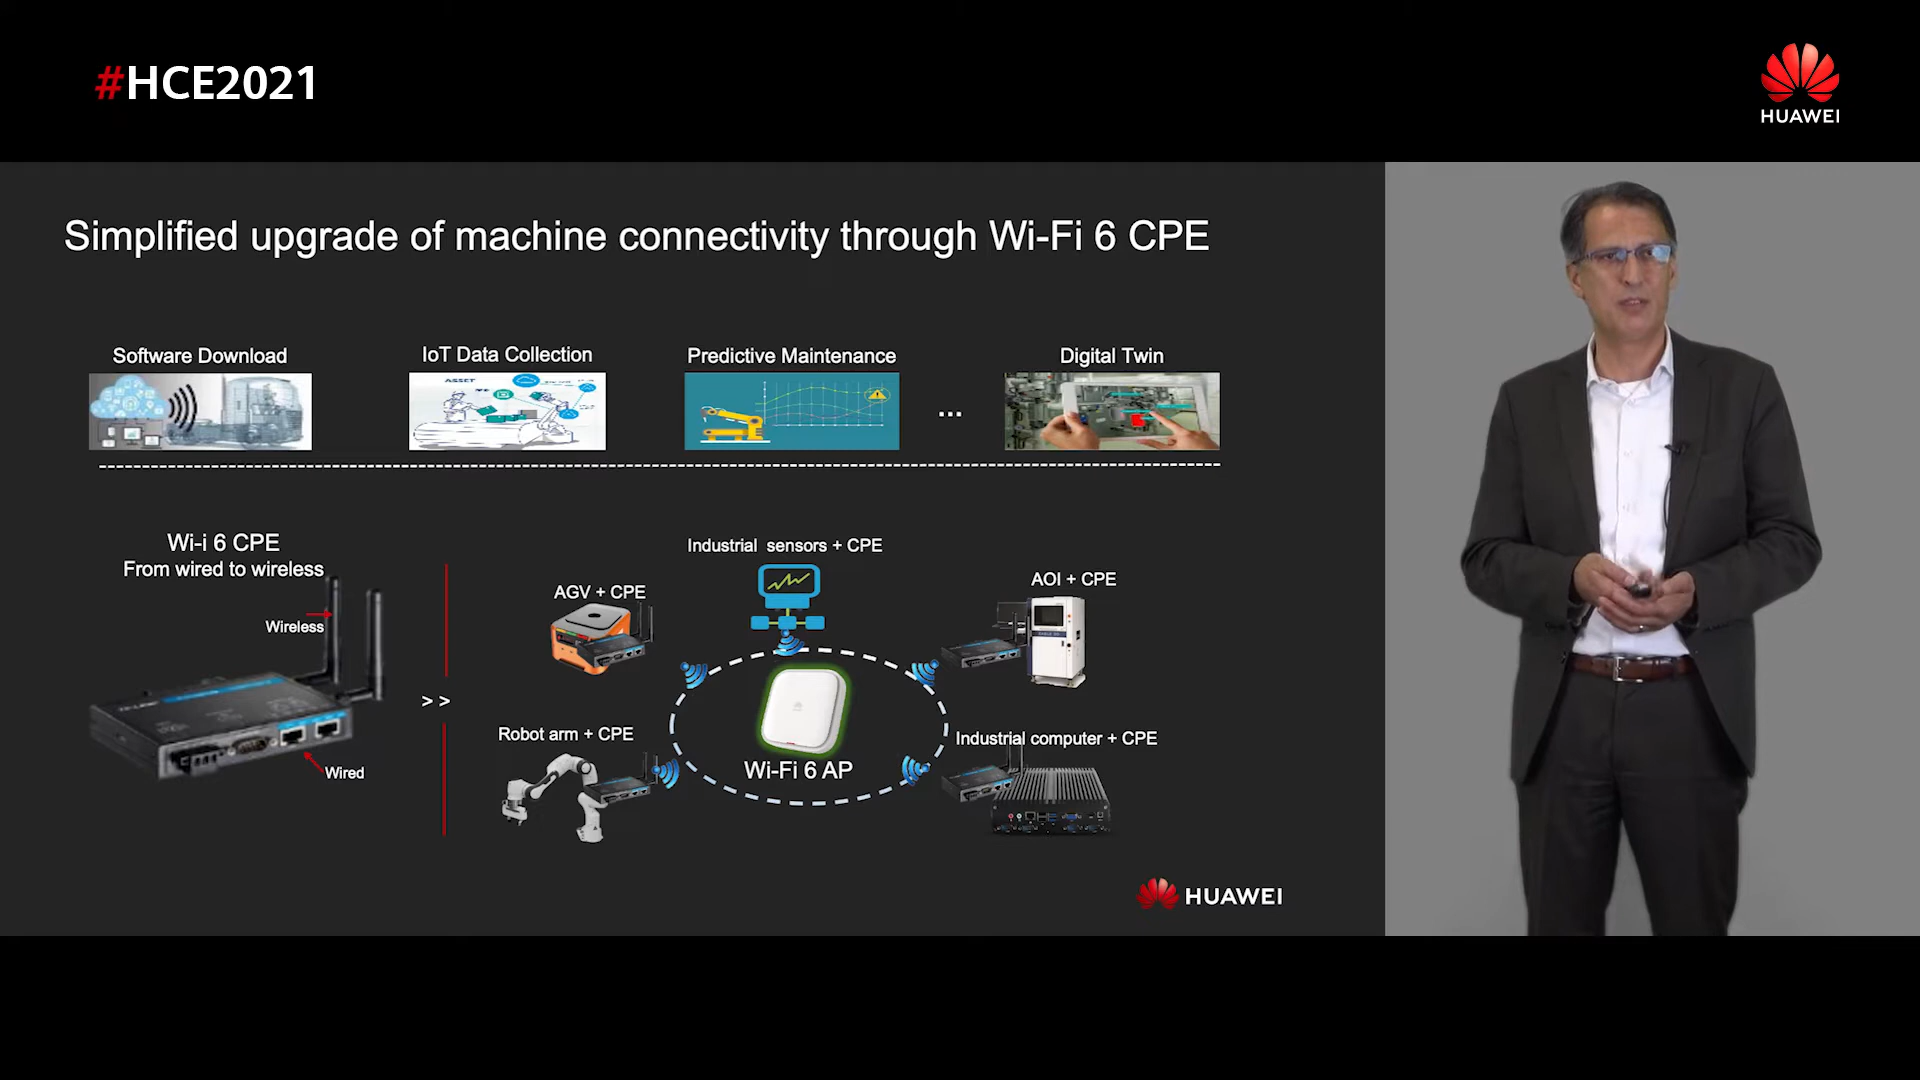 #HCE2021
HUAWEI
Simplified upgrade of machine connectivity through Wi-Fi 6 CPE
Software Download
IoT Data Collection
Predictive Maintenance
Digital Twin
ASSET
...
Wi-i 6 CPE
From wired to wireless
Wireless
Wired
> >
Industrial sensors + CPE
AGV + CPE
AOI + CPE
Robot arm + CPE
Industrial computer + CPE
Wi-Fi 6 AP
HUAWEI